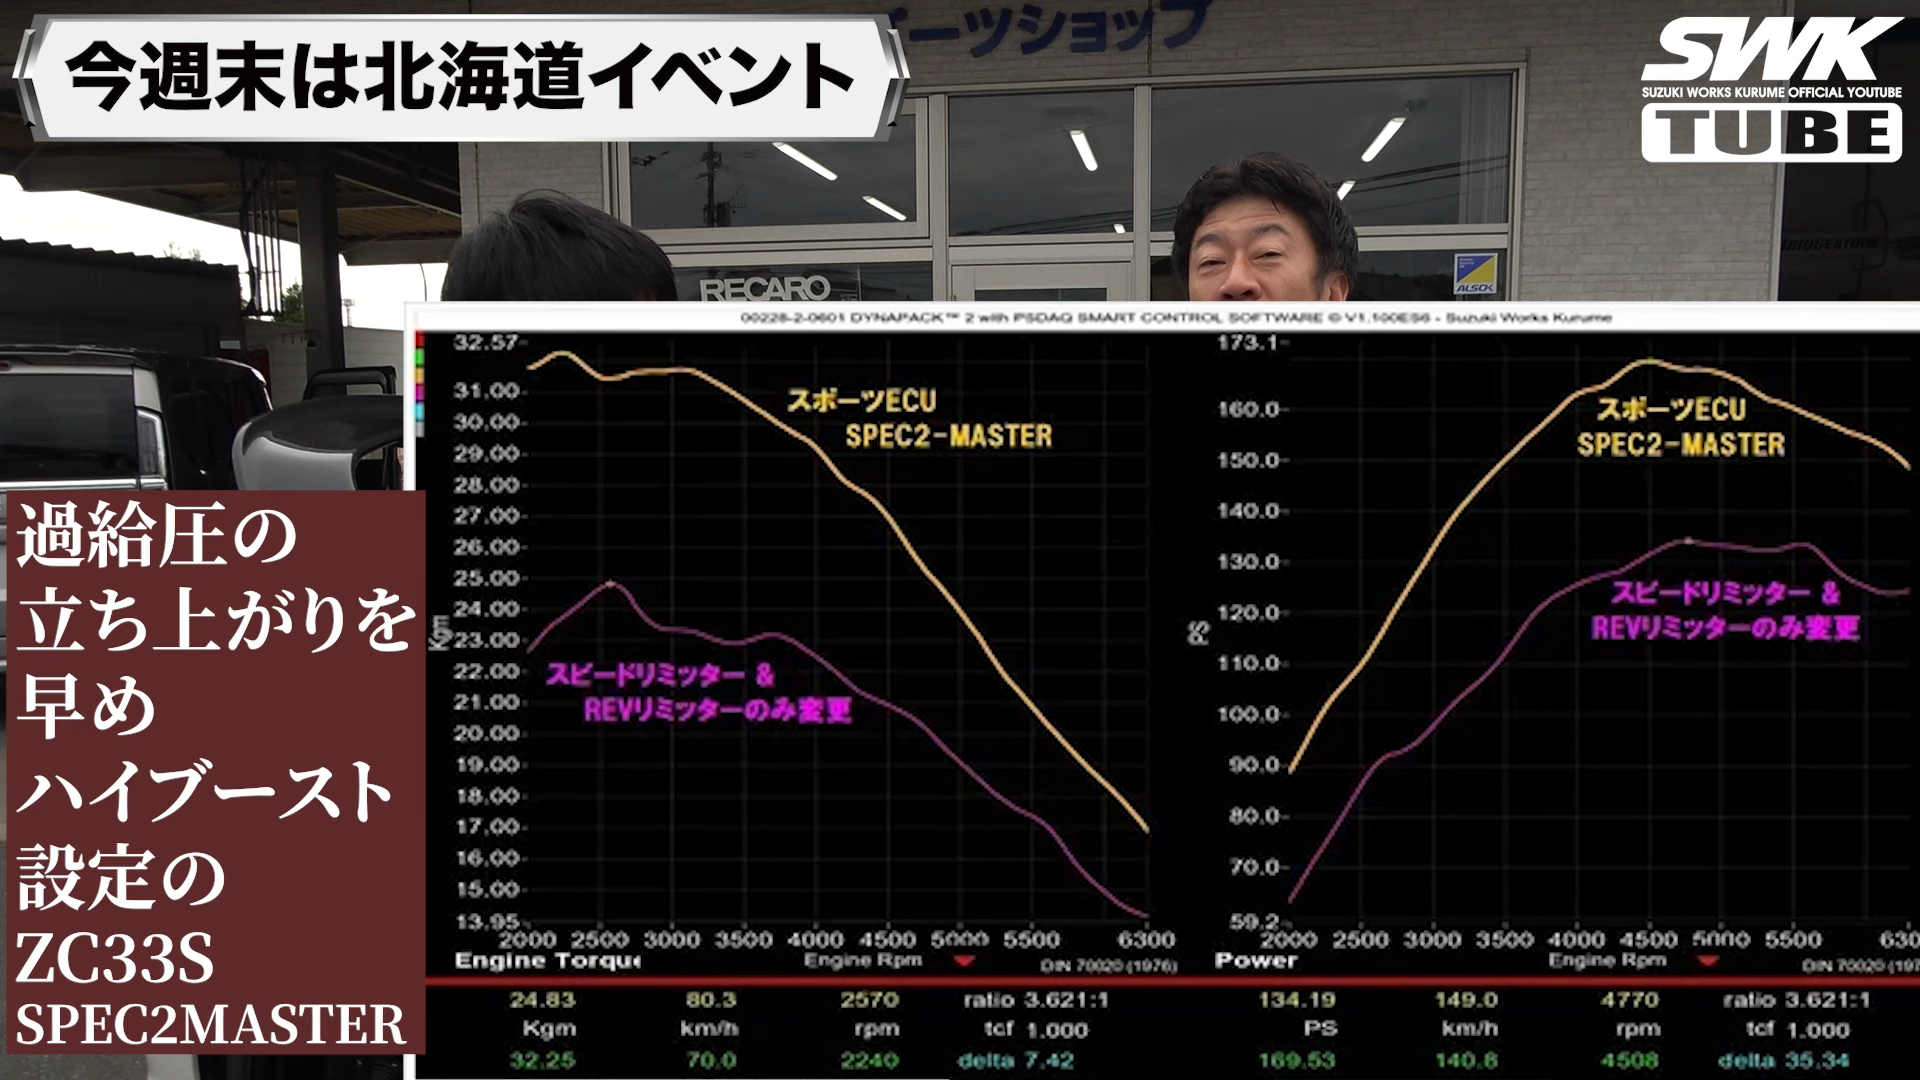 今週末は北海道イベント
ーツショップ
SWK
SUZUKI WORKS KURUME OFFICIAL YOUTUBE
TUBE
BRIDGESTONE
RECARO
ALSOK
00228-2-0601 DYNAPACK™ 2 with PSDAQ SMART CONTROL SOFTWARE © V1.100ES6 - Suzuki Works Kurume
過給圧の
立ち上がりを
早め
ハイブースト
設定の
ZC33S
SPEC2MASTER
32.57
31.00
30.00
29.00
28.00
27.00
26.00
25.00
24.00
23.00
22.00
21.00
20.00
19.00
18.00
17.00
16.00
15.00
13.95
Kgm
スポーツECU
SPEC2-MASTER
スピードリミッター &
REVリミッターのみ変更
2000 2500 3000 3500 4000 4500 5000 5500 6300
Engine Torque
Engine Rpm
DIN 70020 (1976)
24.83 80.3 2570 ratio 3.621:1
Kgm km/h rpm tcf 1.000
32.25 70.0 2240 delta 7.42
173.1
160.0
150.0
140.0
130.0
120.0
110.0
100.0
90.0
80.0
70.0
59.2
PS
スポーツECU
SPEC2-MASTER
スピードリミッター &
REVリミッターのみ変更
2000 2500 3000 3500 4000 4500 5000 5500 630
Power
Engine Rpm
DIN 70020 (197
134.19 149.0 4770 ratio 3.621:1
PS km/h rpm tcf 1.000
169.53 140.8 4508 delta 35.34